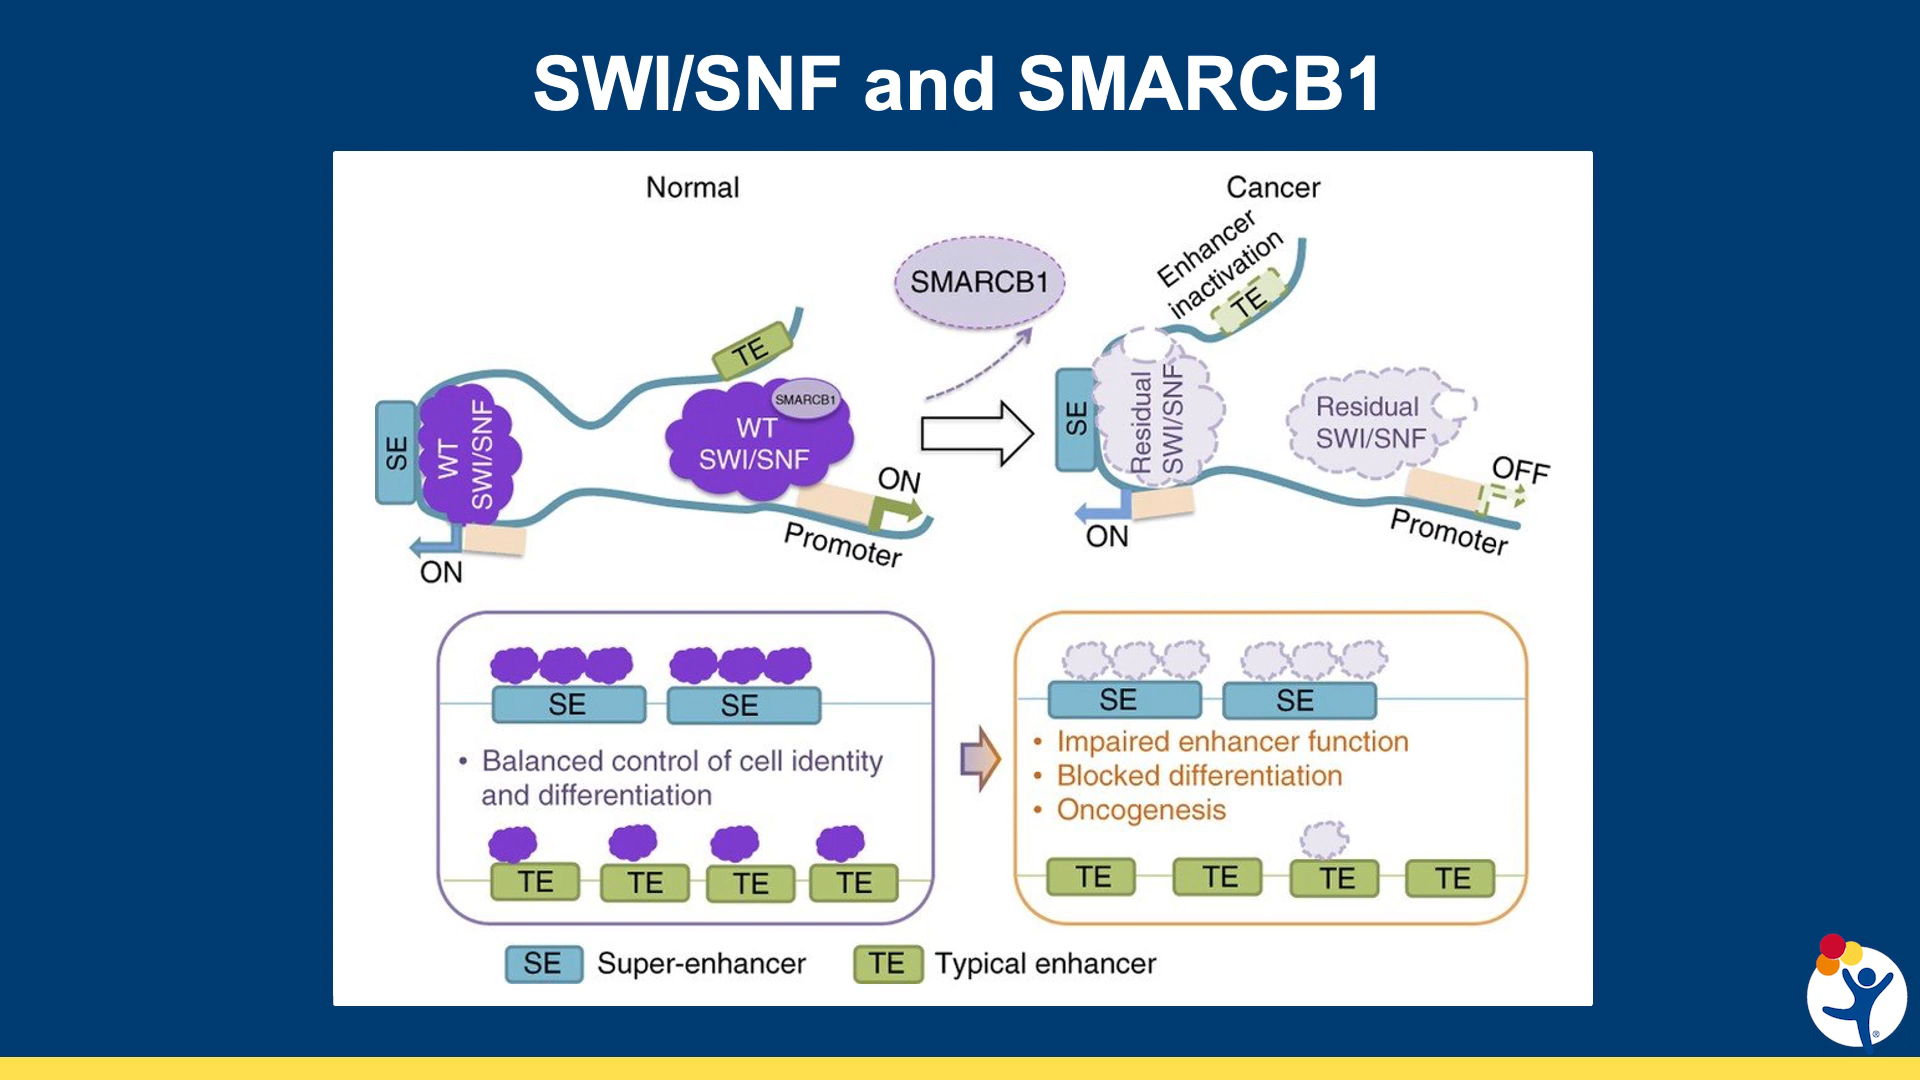 SWI/SNF and SMARCB1
Normal
Cancer
SMARCB1
Enhancer
inactivation
TE
TE
SMARCB1
WT
SWI/SNF
SE
WT
SWI/SNF
ON
Promoter
ON
SE
Residual
SWI/SNF
Residual
SWI/SNF
OFF
Promoter
ON
SE
SE
• Balanced control of cell identity
and differentiation
TE
TE
TE
TE
SE
SE
• Impaired enhancer function
• Blocked differentiation
• Oncogenesis
TE
TE
TE
TE
SE
Super-enhancer
TE
Typical enhancer
®